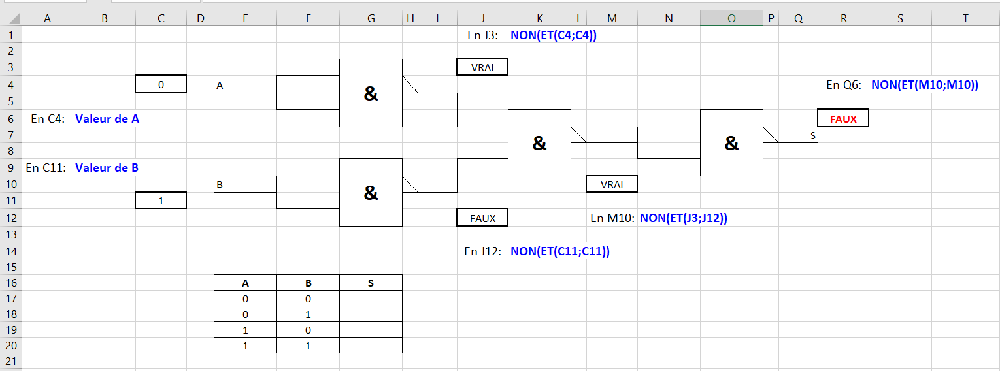 A B C D E F G H I J K L M N O P Q R S T
1 En J3: NON(ET(C4;C4))
2
3 VRAI
4 0 A En Q6: NON(ET(M10;M10))
&
5
6 En C4: Valeur de A FAUX
7 S
& &
8
9 En C11: Valeur de B
10 B VRAI
&
11 1
12 FAUX En M10: NON(ET(J3;J12))
13
14 En J12: NON(ET(C11;C11))
15
16 A B S
17 0 0
18 0 1
19 1 0
20 1 1
21